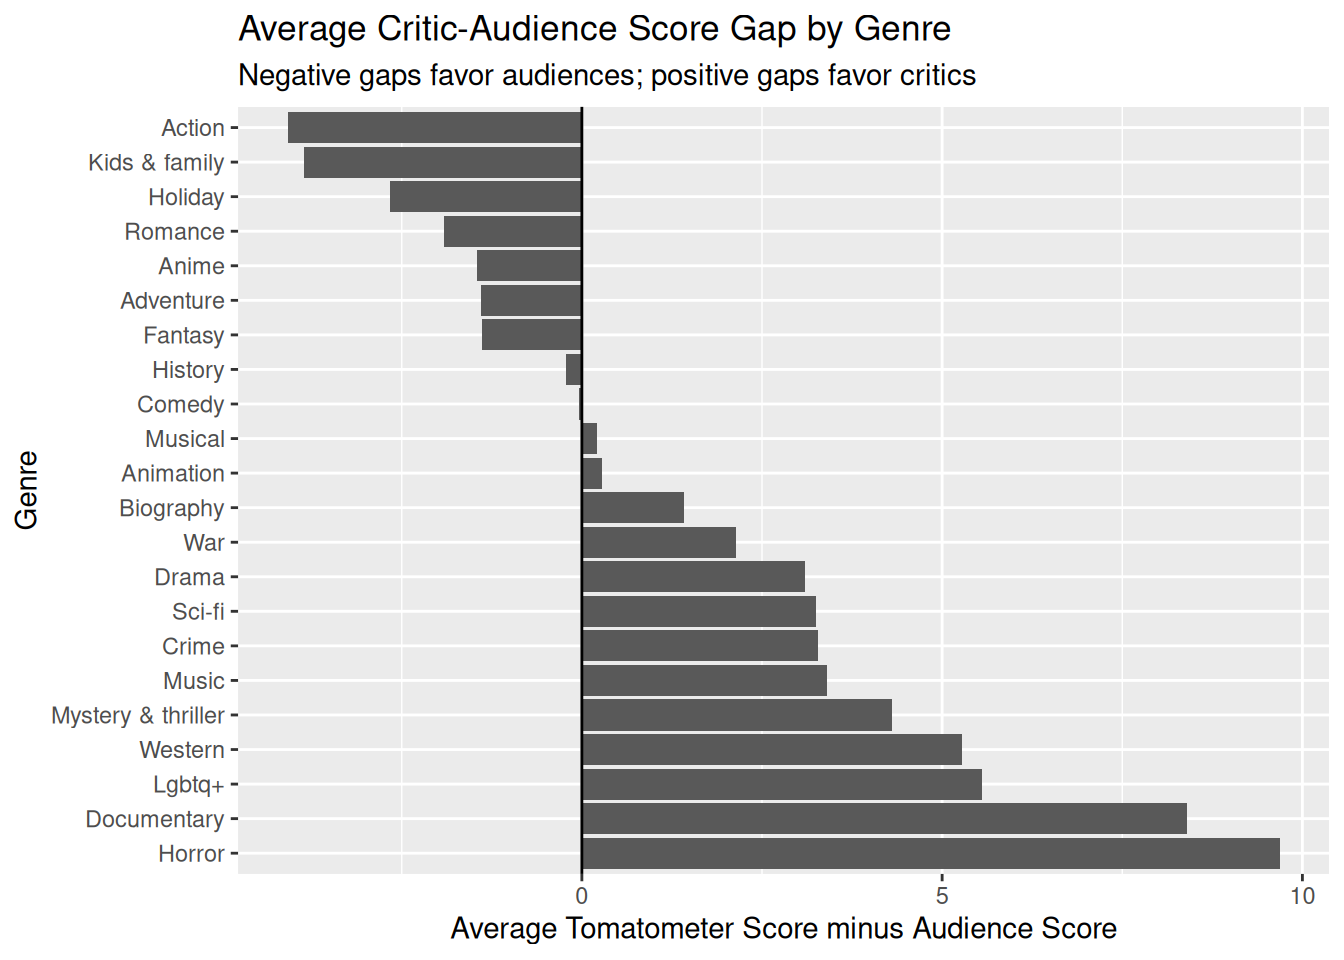 Average Critic-Audience Score Gap by Genre
Negative gaps favor audiences; positive gaps favor critics
Genre
Action
Kids & family
Holiday
Romance
Anime
Adventure
Fantasy
History
Comedy
Musical
Animation
Biography
War
Drama
Sci-fi
Crime
Music
Mystery & thriller
Western
Lgbtq+
Documentary
Horror
0 5 10
Average Tomatometer Score minus Audience Score